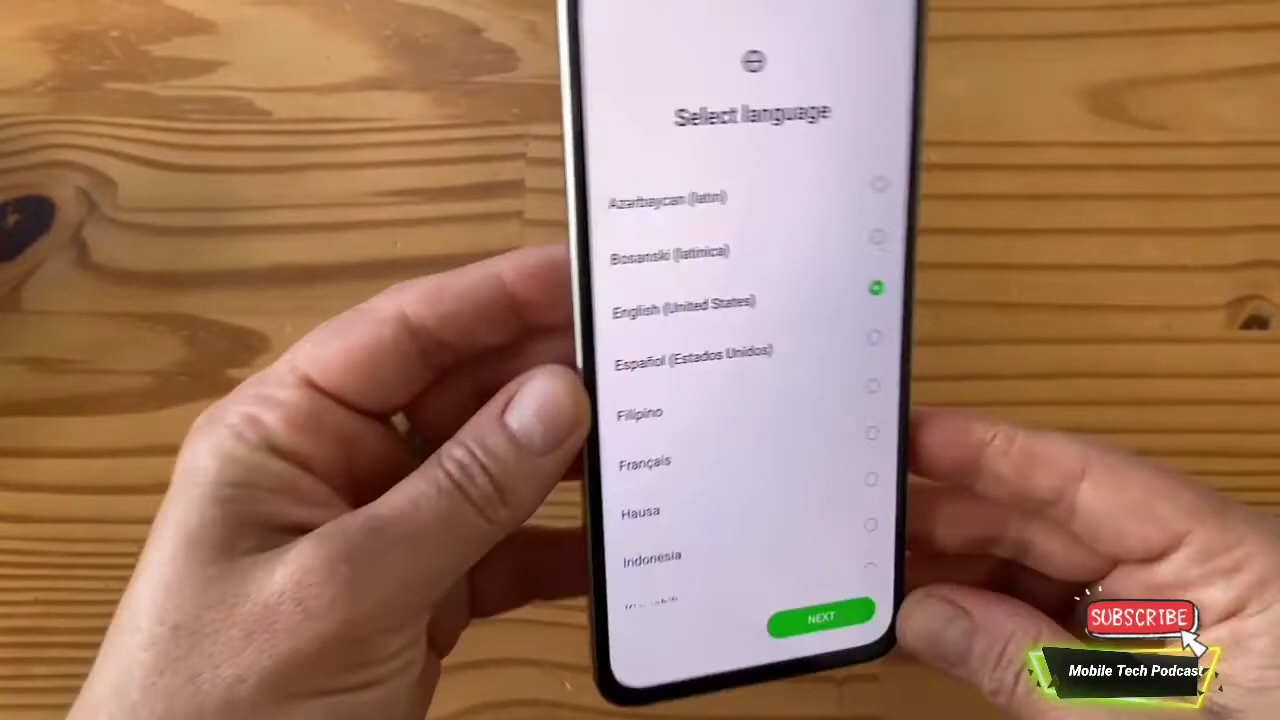 Select language
Azərbaycan (latın)
Bosanski (latinica)
English (United States)
Español (Estados Unidos)
Filipino
Français
Hausa
Indonesia
NEXT
SUBSCRIBE
Mobile Tech Podcast